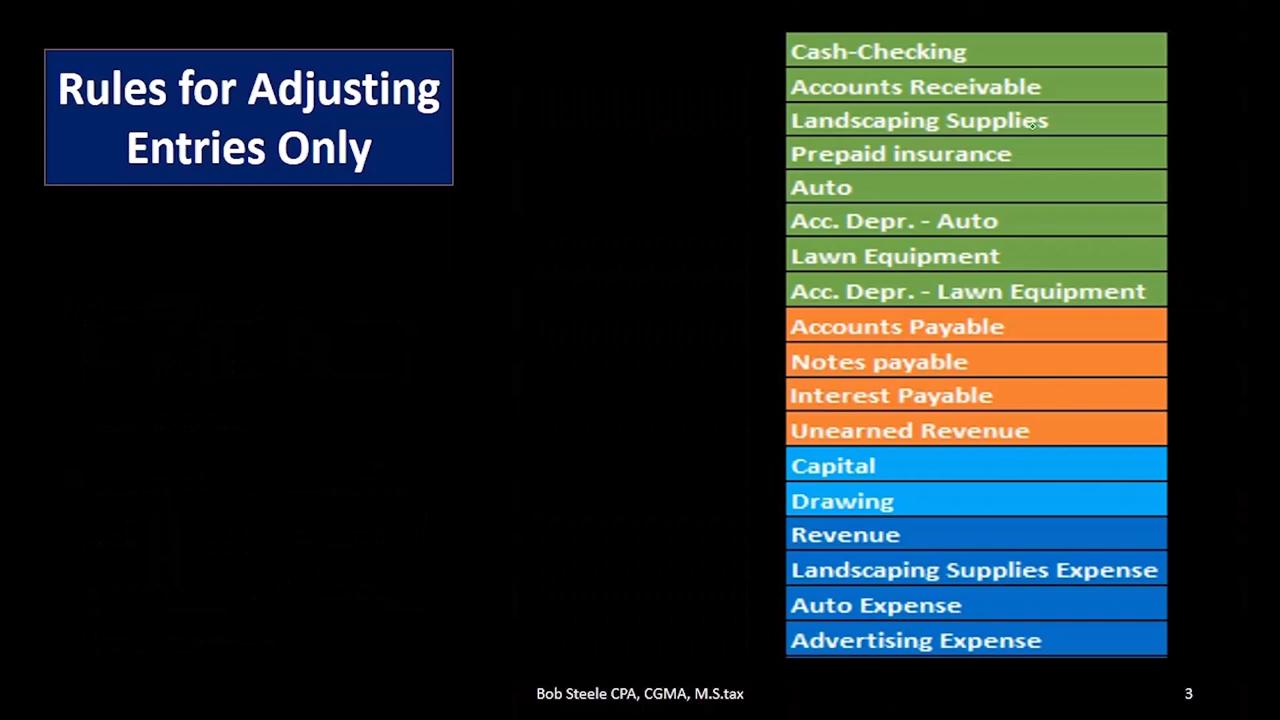 Rules for Adjusting
Entries Only
Cash-Checking
Accounts Receivable
Landscaping Supplies
Prepaid insurance
Auto
Acc. Depr. - Auto
Lawn Equipment
Acc. Depr. - Lawn Equipment
Accounts Payable
Notes payable
Interest Payable
Unearned Revenue
Capital
Drawing
Revenue
Landscaping Supplies Expense
Auto Expense
Advertising Expense
Bob Steele CPA, CGMA, M.S.tax
3